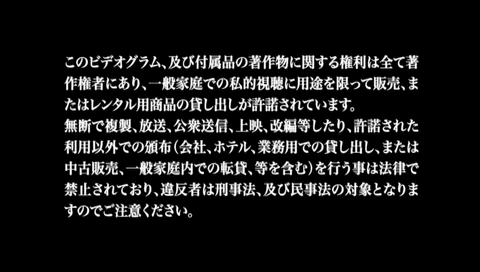 このビデオグラム、及び付属品の著作物に関する権利は全て著
作権者にあり、一般家庭での私的視聴に用途を限って販売、ま
たはレンタル用商品の貸し出しが許諾されています。
無断で複製、放送、公衆送信、上映、改編等したり、許諾された
利用以外での頒布（会社、ホテル、業務用での貸し出し、または
中古販売、一般家庭内での転貸、等を含む）を行う事は法律で
禁止されており、違反者は刑事法、及び民事法の対象となりま
すのでご注意ください。